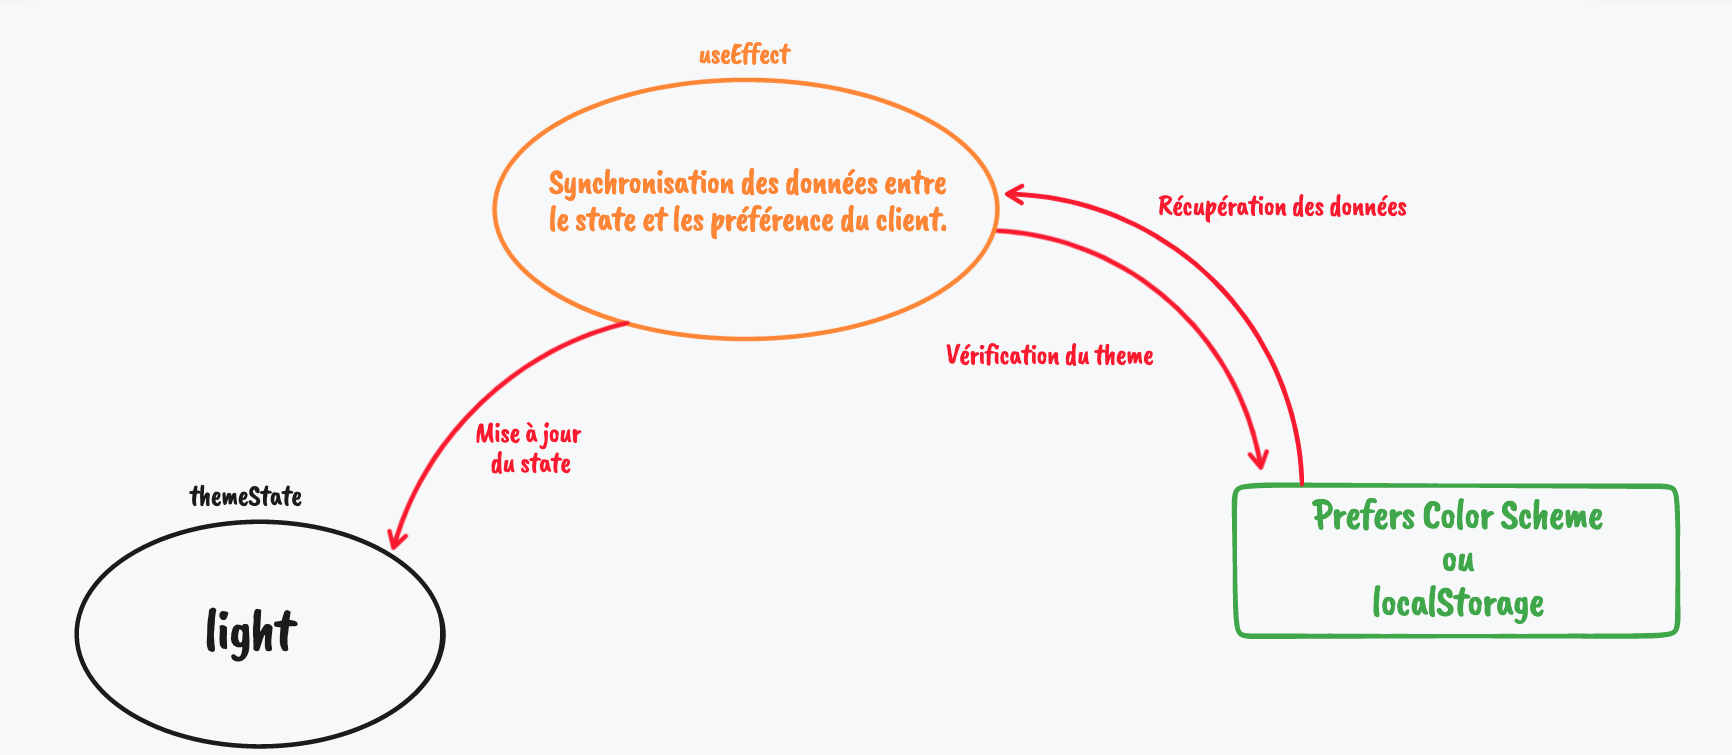 useEffect
Synchronisation des données entre
le state et les préférence du client.
Récupération des données
Vérification du theme
Mise à jour
du state
themeState
light
Prefers Color Scheme
ou
localStorage